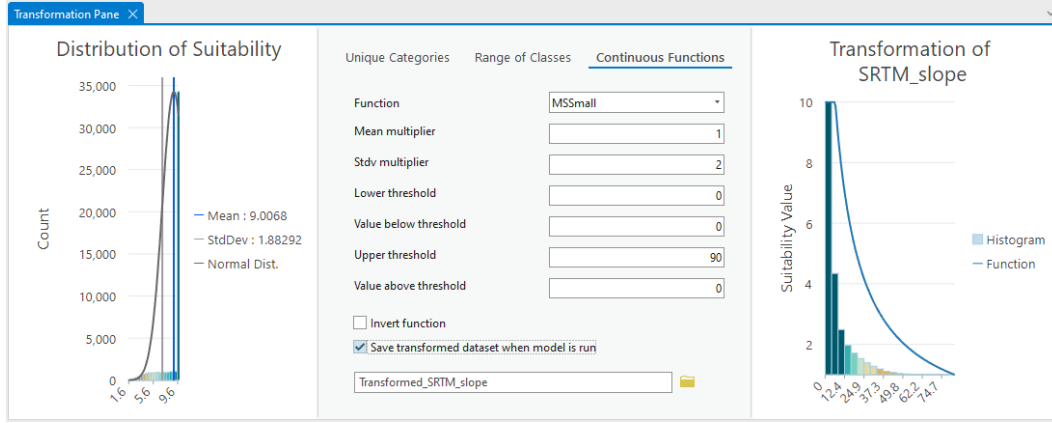 Transformation Pane
Distribution of Suitability
35,000
30,000
25,000
20,000
15,000
10,000
5,000
0
Count
1.6
5.6
9.6
Mean : 9.0068
StdDev : 1.88292
Normal Dist.
Unique Categories Range of Classes Continuous Functions
Function MSSmall
Mean multiplier 1
Stdv multiplier 2
Lower threshold 0
Value below threshold 0
Upper threshold 90
Value above threshold 0
Invert function
Save transformed dataset when model is run
Transformed_SRTM_slope
Transformation of
SRTM_slope
10
8
6
4
2
Suitability Value
0
12.4
24.9
37.3
49.8
62.2
74.7
Histogram
Function